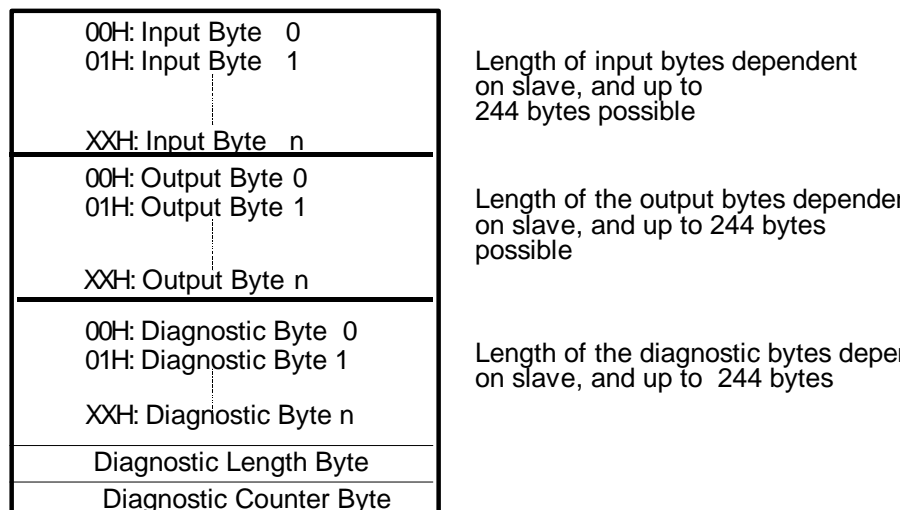 00H: Input Byte 0
01H: Input Byte 1
XXH: Input Byte n
Length of input bytes dependent
on slave, and up to
244 bytes possible
00H: Output Byte 0
01H: Output Byte 1
XXH: Output Byte n
Length of the output bytes
on slave, and up to 244 bytes
possible
00H: Diagnostic Byte 0
01H: Diagnostic Byte 1
XXH: Diagnostic Byte n
Length of the diagnostic bytes
on slave, and up to 244 bytes
Diagnostic Length Byte
Diagnostic Counter Byte